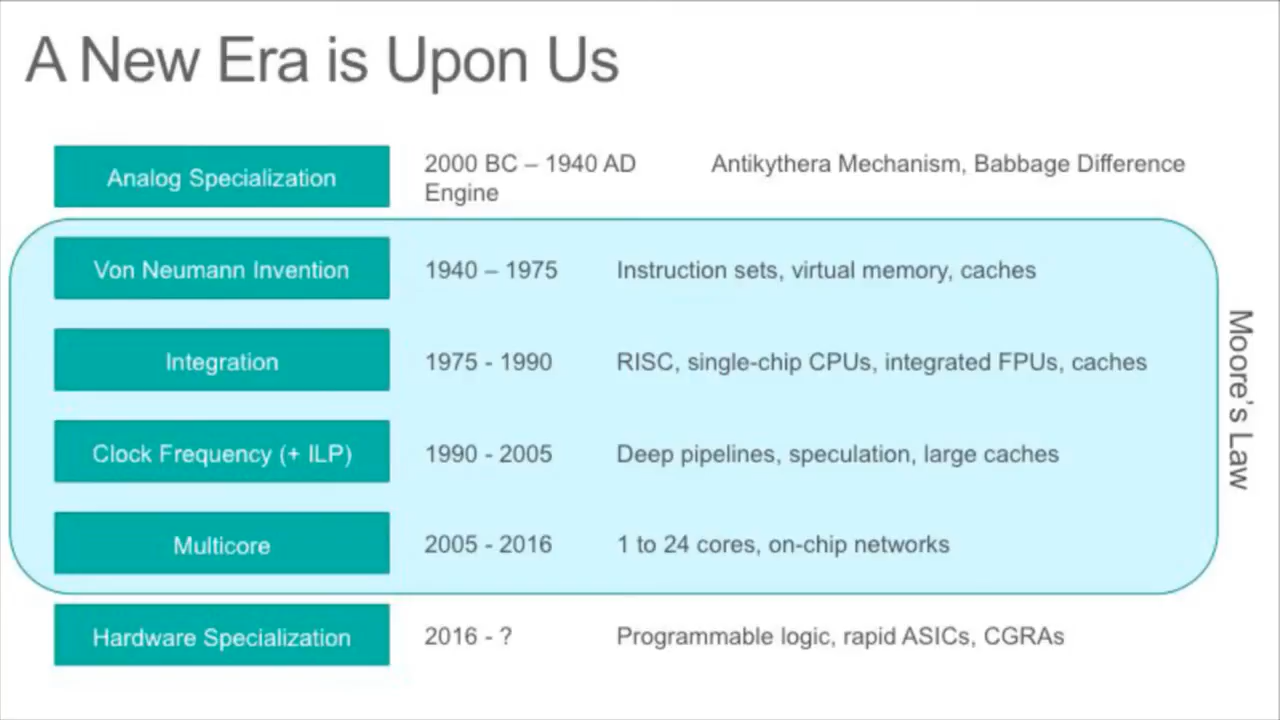 A New Era is Upon Us
Analog Specialization 2000 BC – 1940 AD Antikythera Mechanism, Babbage Difference
Engine
Von Neumann Invention 1940 – 1975 Instruction sets, virtual memory, caches
Integration 1975 - 1990 RISC, single-chip CPUs, integrated FPUs, caches
Clock Frequency (+ ILP) 1990 - 2005 Deep pipelines, speculation, large caches
Multicore 2005 - 2016 1 to 24 cores, on-chip networks
Hardware Specialization 2016 - ? Programmable logic, rapid ASICs, CGRAs
Moore's Law